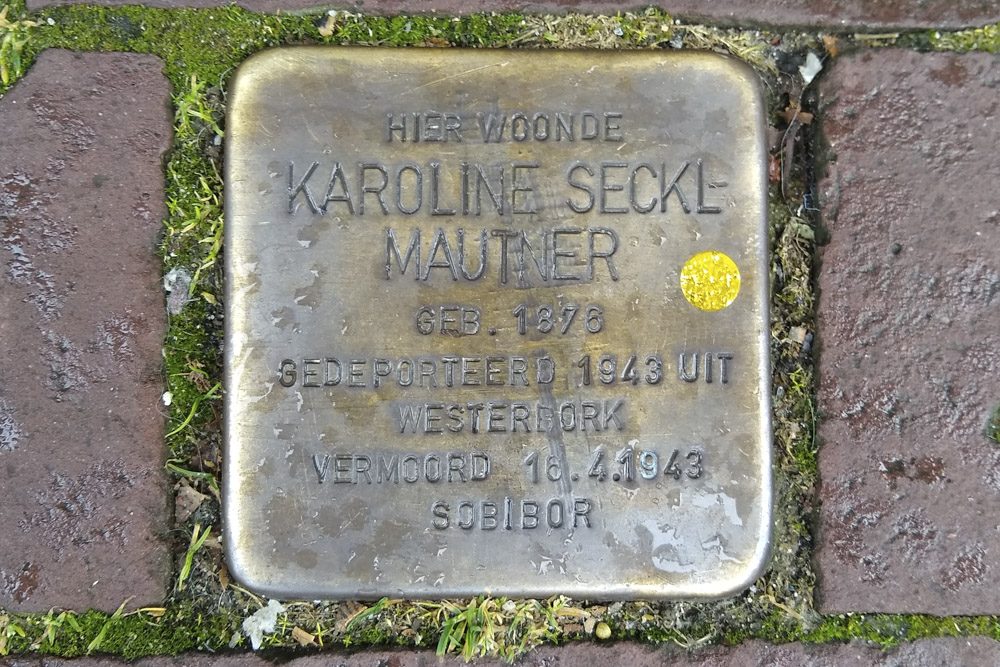 HIER WOONDE
KAROLINE SECKL-
MAUTNER
GEB. 1876
GEDEPORTEERD 1943 UIT
WESTERBORK
VERMOORD 16.4.1943
SOBIBOR